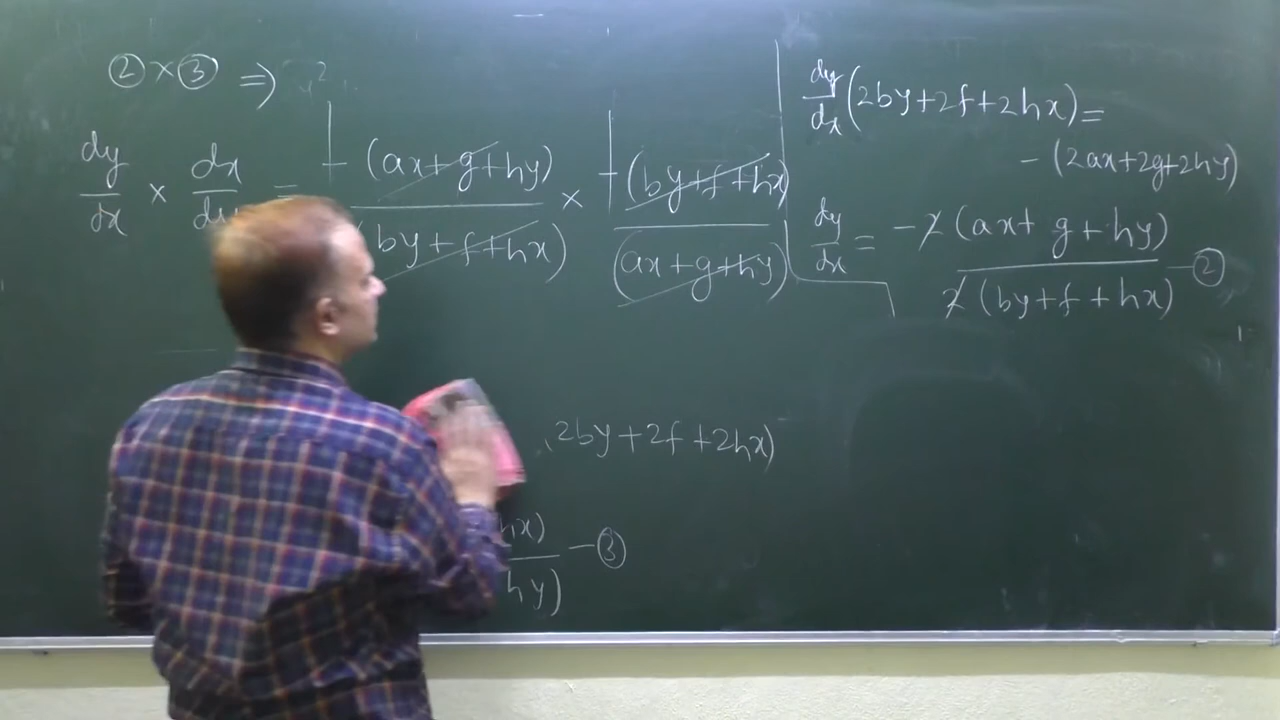 ② × ③ ⇒
dy/dx × dx/dy = -(ax+g+hy)/(by+f+hx) × -(by+f+hx)/(ax+g+hy)
2by+2f+2hx)
hx)/hy) - ③
dy/dx (2by+2f+2hx) =
- (2ax+2g+2hy)
dy/dx = -2(ax+g+hy)/2(by+f+hx) - ②